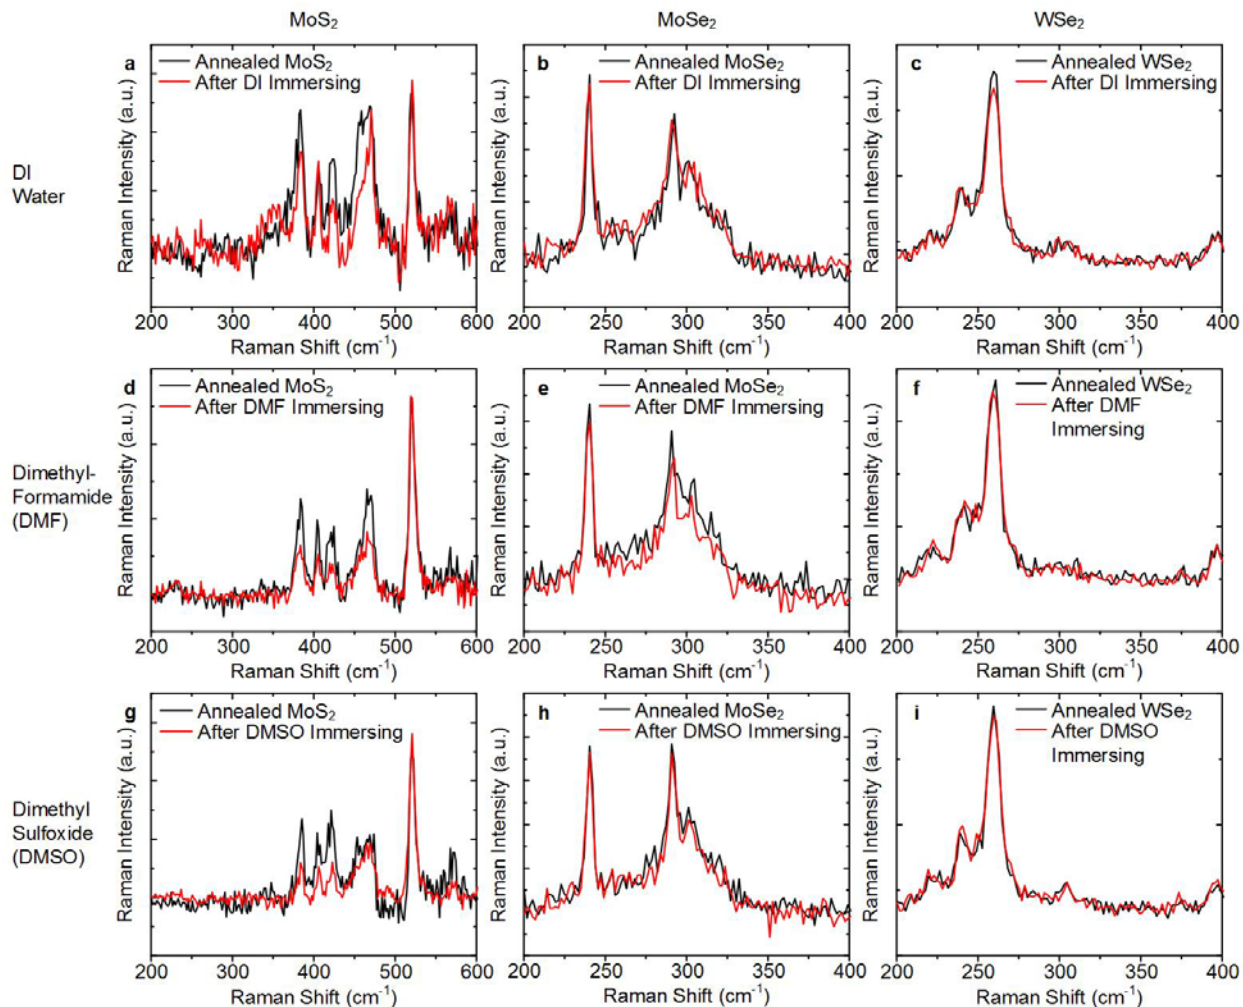 MoS2
MoSe2
WSe2
DI
Water
a
Annealed MoS2
After DI Immersing
Raman Intensity (a.u.)
200 300 400 500 600
Raman Shift (cm-1)
b
Annealed MoSe2
After DI Immersing
Raman Intensity (a.u.)
200 250 300 350 400
Raman Shift (cm-1)
c
Annealed WSe2
After DI Immersing
Raman Intensity (a.u.)
200 250 300 350 400
Raman Shift (cm-1)
Dimethyl-
Formamide
(DMF)
d
Annealed MoS2
After DMF Immersing
Raman Intensity (a.u.)
200 300 400 500 600
Raman Shift (cm-1)
e
Annealed MoSe2
After DMF Immersing
Raman Intensity (a.u.)
200 250 300 350 400
Raman Shift (cm-1)
f
Annealed WSe2
After DMF
Immersing
Raman Intensity (a.u.)
200 250 300 350 400
Raman Shift (cm-1)
Dimethyl
Sulfoxide
(DMSO)
g
Annealed MoS2
After DMSO Immersing
Raman Intensity (a.u.)
200 300 400 500 600
Raman Shift (cm-1)
h
Annealed MoSe2
After DMSO Immersing
Raman Intensity (a.u.)
200 250 300 350 400
Raman Shift (cm-1)
i
Annealed WSe2
After DMSO
Immersing
Raman Intensity (a.u.)
200 250 300 350 400
Raman Shift (cm-1)